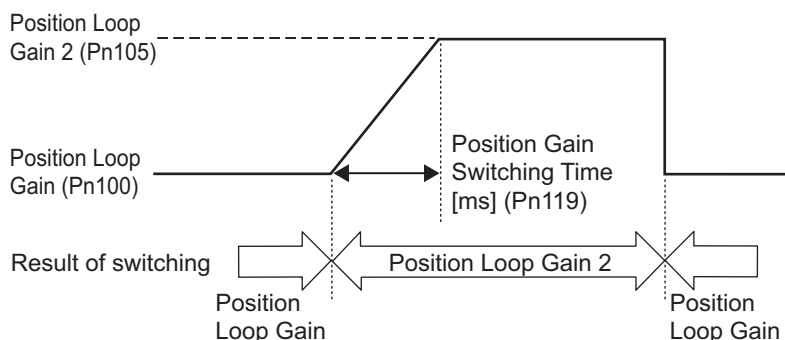 Position Loop
Gain 2 (Pn105)
Position Loop
Gain (Pn100)
Position Gain
Switching Time
[ms] (Pn119)
Result of switching
Position Loop Gain 2
Position
Loop Gain
Position
Loop Gain